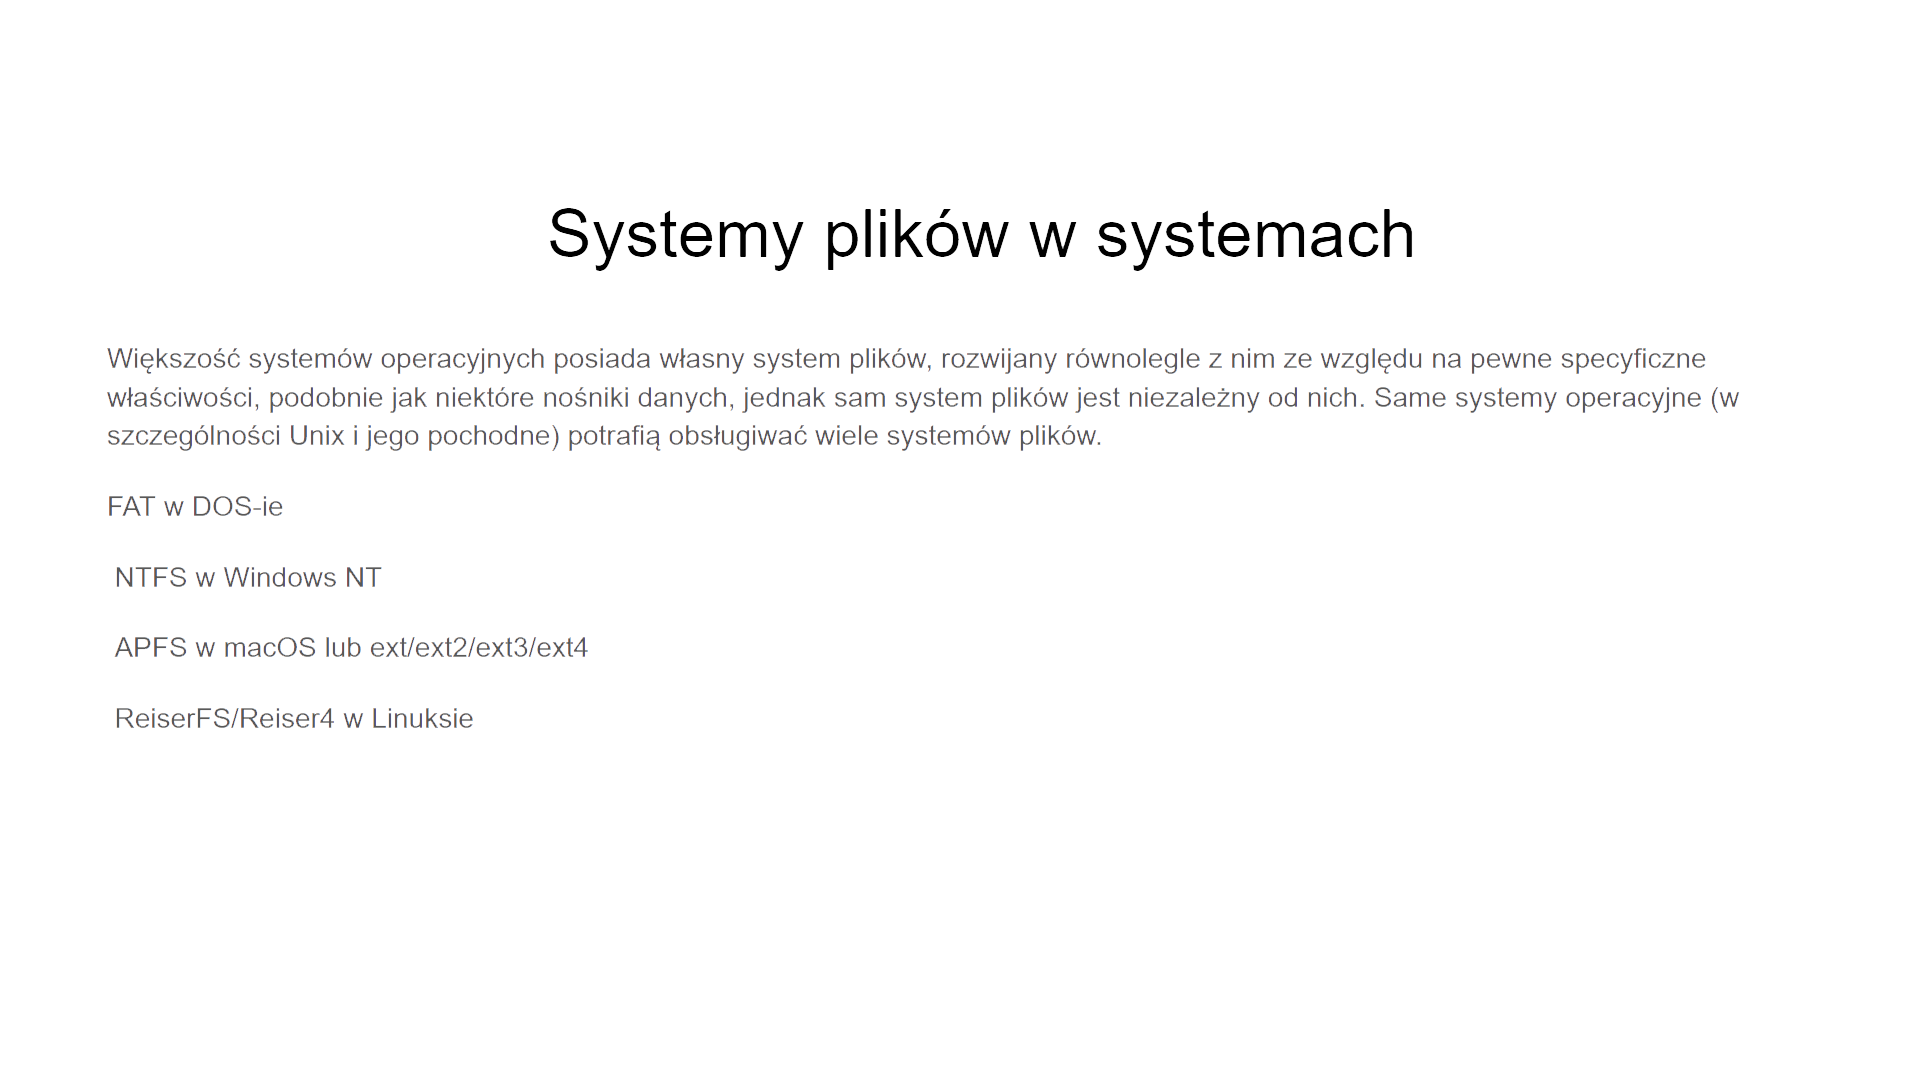 Systemy plików w systemach
Większość systemów operacyjnych posiada własny system plików, rozwijany równolegle z nim ze względu na pewne specyficzne
właściwości, podobnie jak niektóre nośniki danych, jednak sam system plików jest niezależny od nich. Same systemy operacyjne (w
szczególności Unix i jego pochodne) potrafią obsługiwać wiele systemów plików.
FAT w DOS-ie
NTFS w Windows NT
APFS w macOS lub ext/ext2/ext3/ext4
ReiserFS/Reiser4 w Linuksie